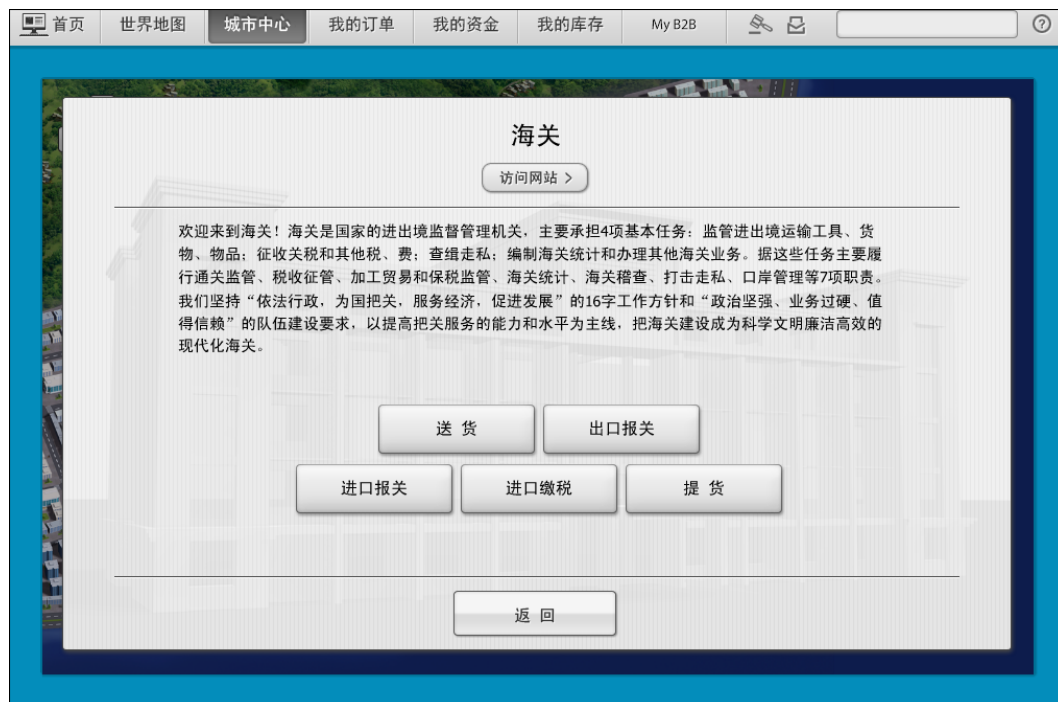 首页 世界地图 城市中心 我的订单 我的资金 我的库存 My B2B ?
海关
访问网站 >
欢迎来到海关！海关是国家的进出境监督管理机关，主要承担4项基本任务：监管进出境运输工具、货
物、物品；征收关税和其他税、费；查缉走私；编制海关统计和办理其他海关业务。据这些任务主要履
行通关监管、税收征管、加工贸易和保税监管、海关统计、海关稽查、打击走私、口岸管理等7项职责。
我们坚持“依法行政，为国把关，服务经济，促进发展”的16字工作方针和“政治坚强、业务过硬、值
得信赖”的队伍建设要求，以提高把关服务的能力和水平为主线，把海关建设成为科学文明廉洁高效的
现代化海关。
送 货 出口报关
进口报关 进口缴税 提 货
返 回